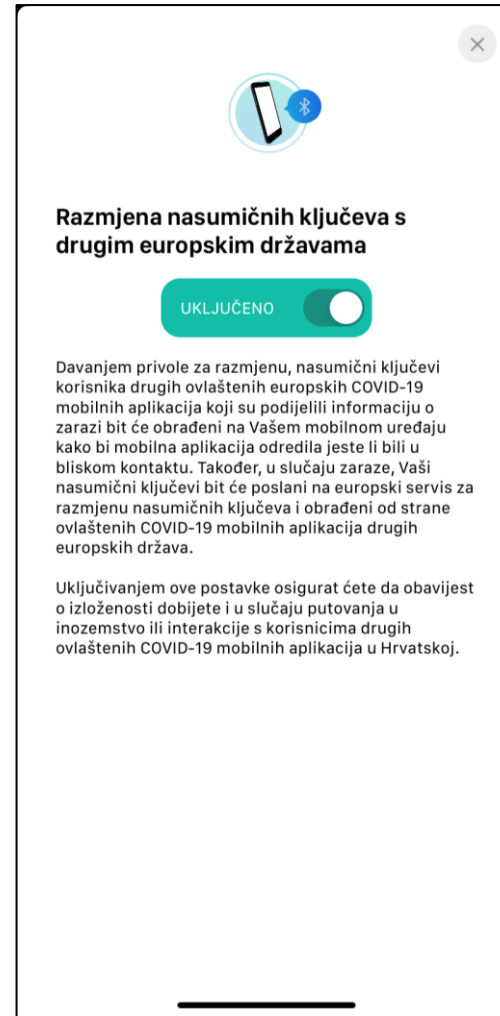 Razmjena nasumičnih ključeva s
drugim europskim državama
UKLJUČENO
Davanjem privole za razmjenu, nasumični ključevi
korisnika drugih ovlaštenih europskih COVID-19
mobilnih aplikacija koji su podijelili informaciju o
zarazi bit će obrađeni na Vašem mobilnom uređaju
kako bi mobilna aplikacija odredila jeste li bili u
bliskom kontaktu. Također, u slučaju zaraze, Vaši
nasumični ključevi bit će poslani na europski servis za
razmjenu nasumičnih ključeva i obrađeni od strane
ovlaštenih COVID-19 mobilnih aplikacija drugih
europskih država.
Uključivanjem ove postavke osigurat ćete da obavijest
o izloženosti dobijete i u slučaju putovanja u
inozemstvo ili interakcije s korisnicima drugih
ovlaštenih COVID-19 mobilnih aplikacija u Hrvatskoj.